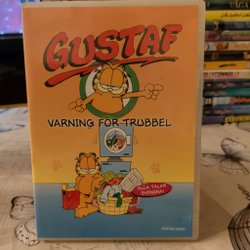 GUSTAF
VARNING FÖR TRUBBEL
ALLA TALAR
SVENSKA!